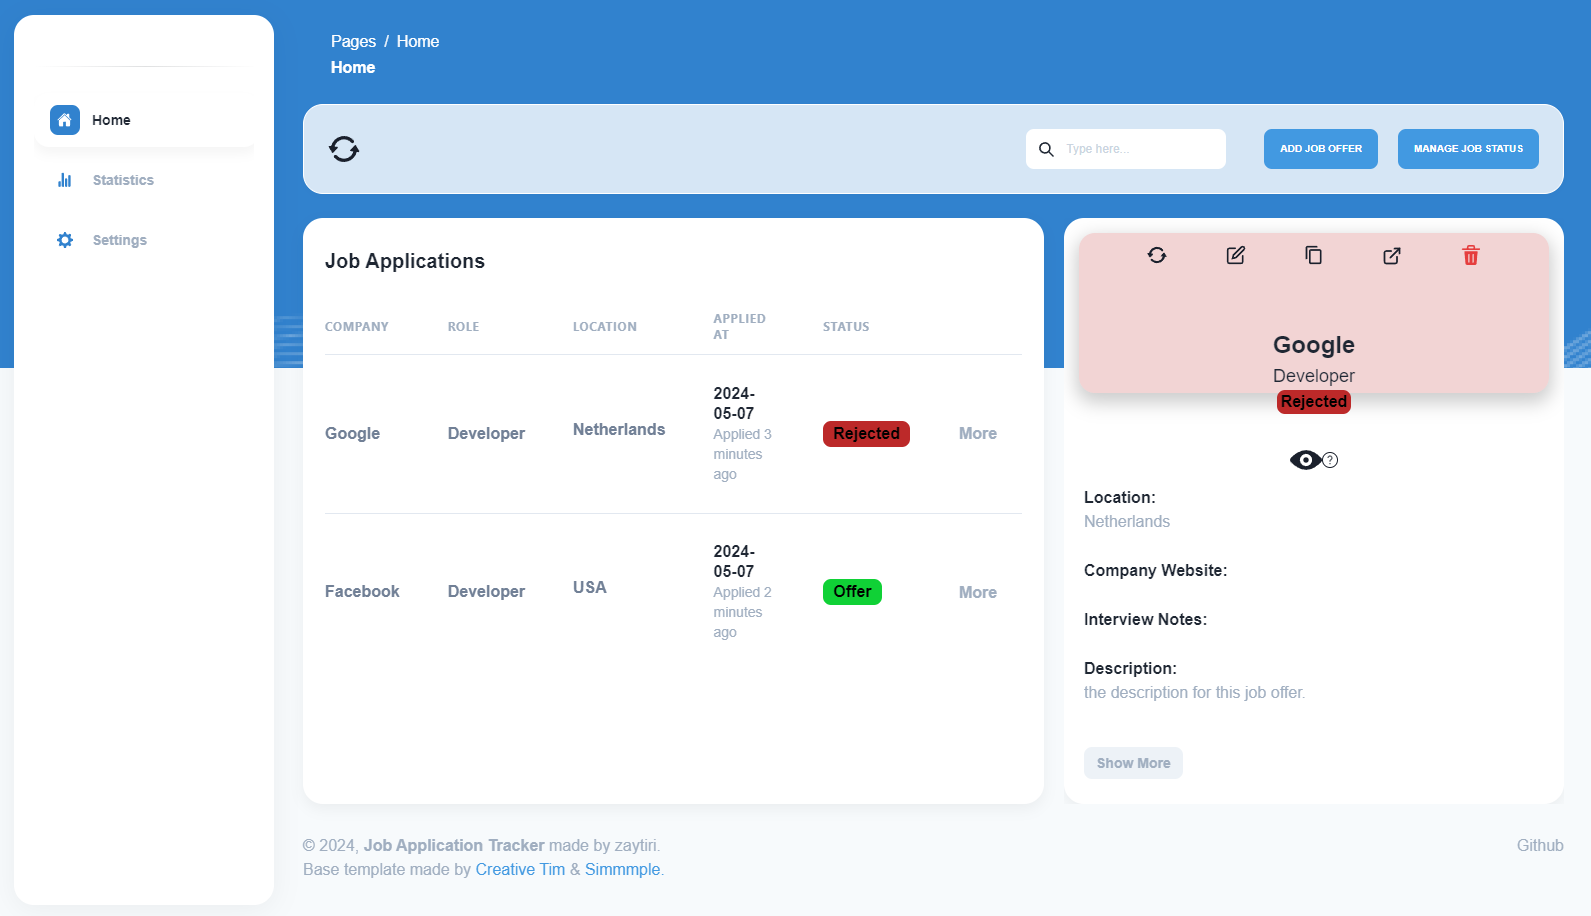 Pages / Home
Home
Home
Statistics
Settings
Type here...
ADD JOB OFFER
MANAGE JOB STATUS
Job Applications
COMPANY ROLE LOCATION APPLIED AT STATUS
Google Developer Netherlands 2024-05-07 Rejected More
Applied 3
minutes
ago
Facebook Developer USA 2024-05-07 Offer More
Applied 2
minutes
ago
Google
Developer
Rejected
?
Location:
Netherlands
Company Website:
Interview Notes:
Description:
the description for this job offer.
Show More
© 2024, Job Application Tracker made by zaytiri.
Base template made by Creative Tim & Simmmple.
Github